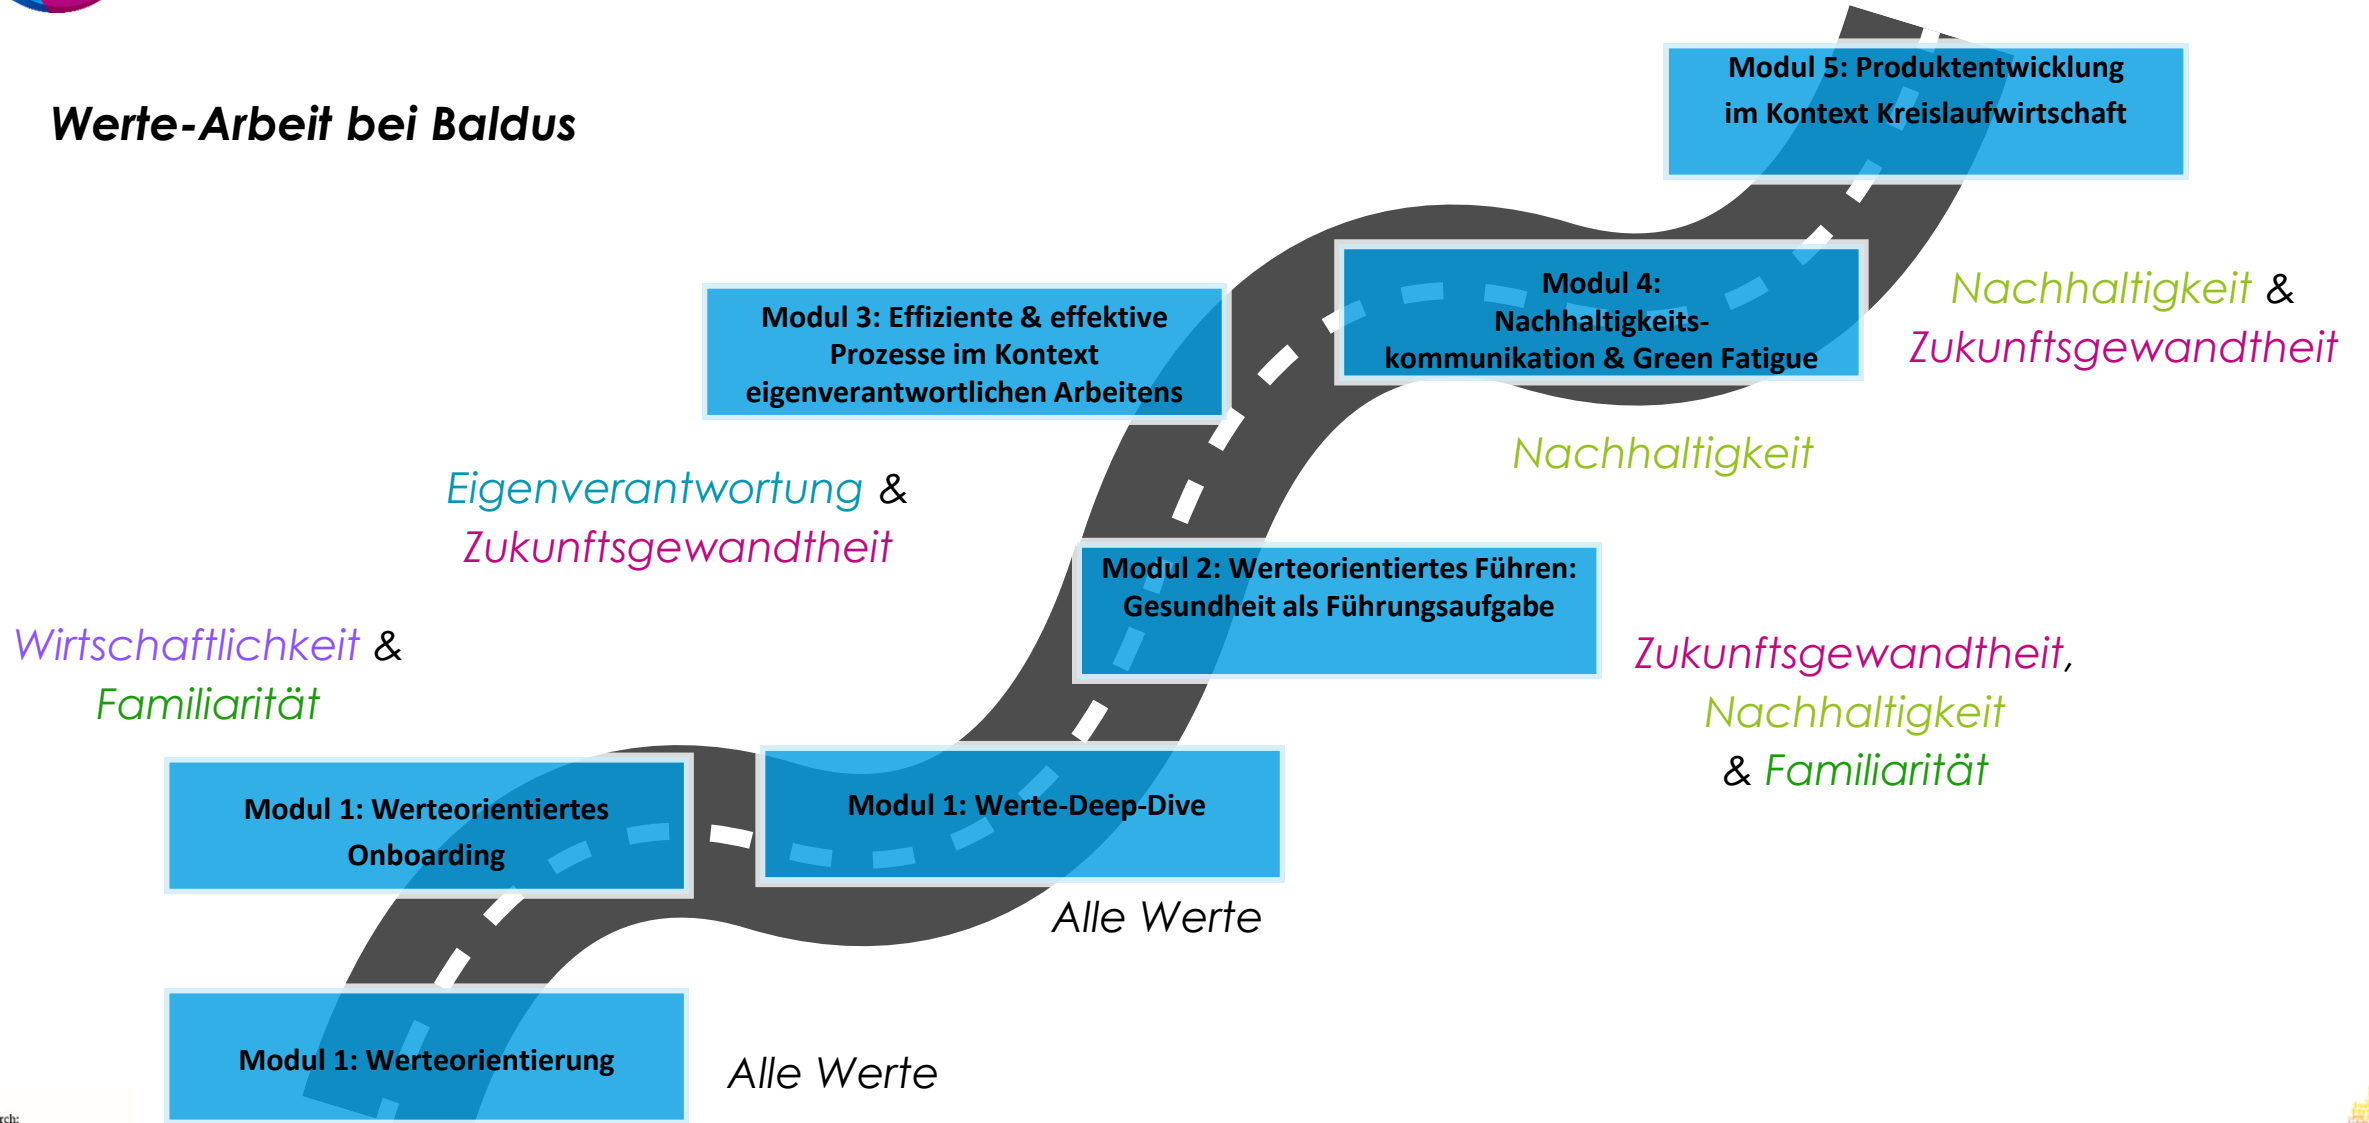 Werte-Arbeit bei Baldus
Modul 5: Produktentwicklung
im Kontext Kreislaufwirtschaft
Nachhaltigkeit &
Zukunftsgewandtheit
Modul 4:
Nachhaltigkeits-
kommunikation & Green Fatigue
Nachhaltigkeit
Modul 3: Effiziente & effektive
Prozesse im Kontext
eigenverantwortlichen Arbeitens
Eigenverantwortung &
Zukunftsgewandtheit
Modul 2: Werteorientiertes Führen:
Gesundheit als Führungsaufgabe
Zukunftsgewandtheit,
Nachhaltigkeit
& Familiarität
Wirtschaftlichkeit &
Familiarität
Modul 1: Werteorientiertes
Onboarding
Modul 1: Werte-Deep-Dive
Alle Werte
Modul 1: Werteorientierung
Alle Werte
rch: